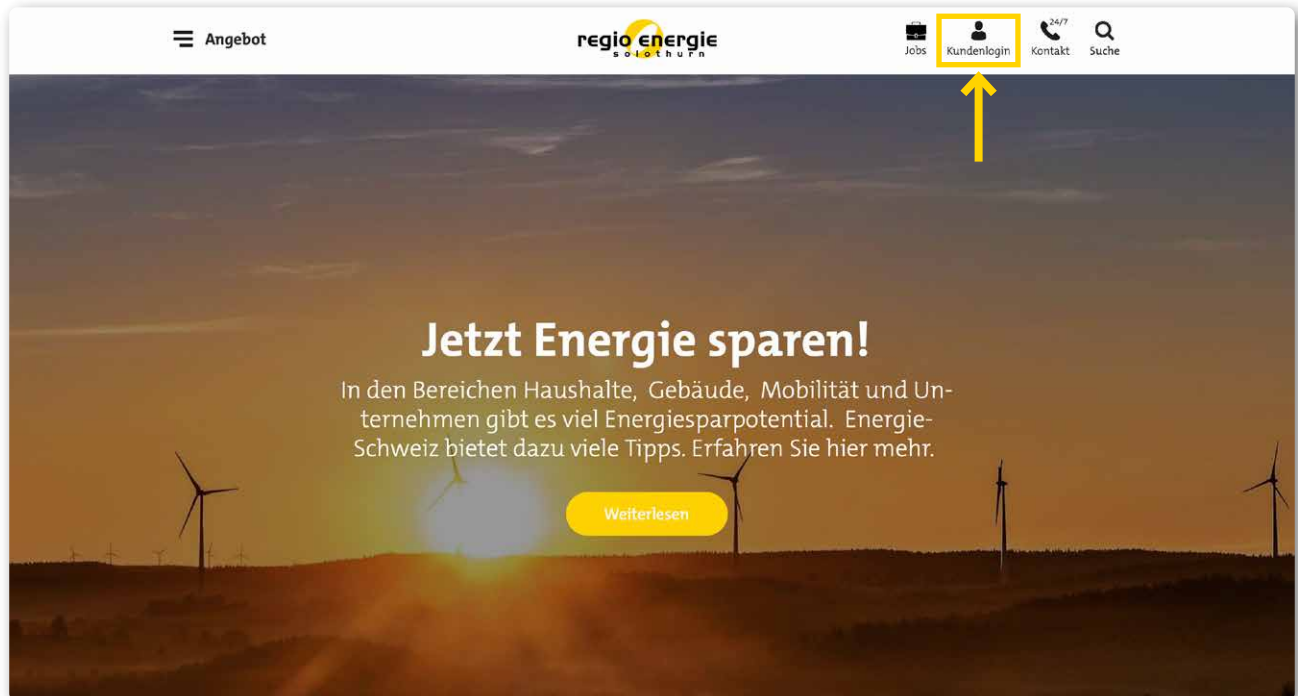 Angebot
regio energie
solothurn
Jobs
Kundenlogin
24/7
Kontakt
Suche
Jetzt Energie sparen!
In den Bereichen Haushalte, Gebäude, Mobilität und Un-
ternehmen gibt es viel Energiesparpotential. Energie-
Schweiz bietet dazu viele Tipps. Erfahren Sie hier mehr.
Weiterlesen